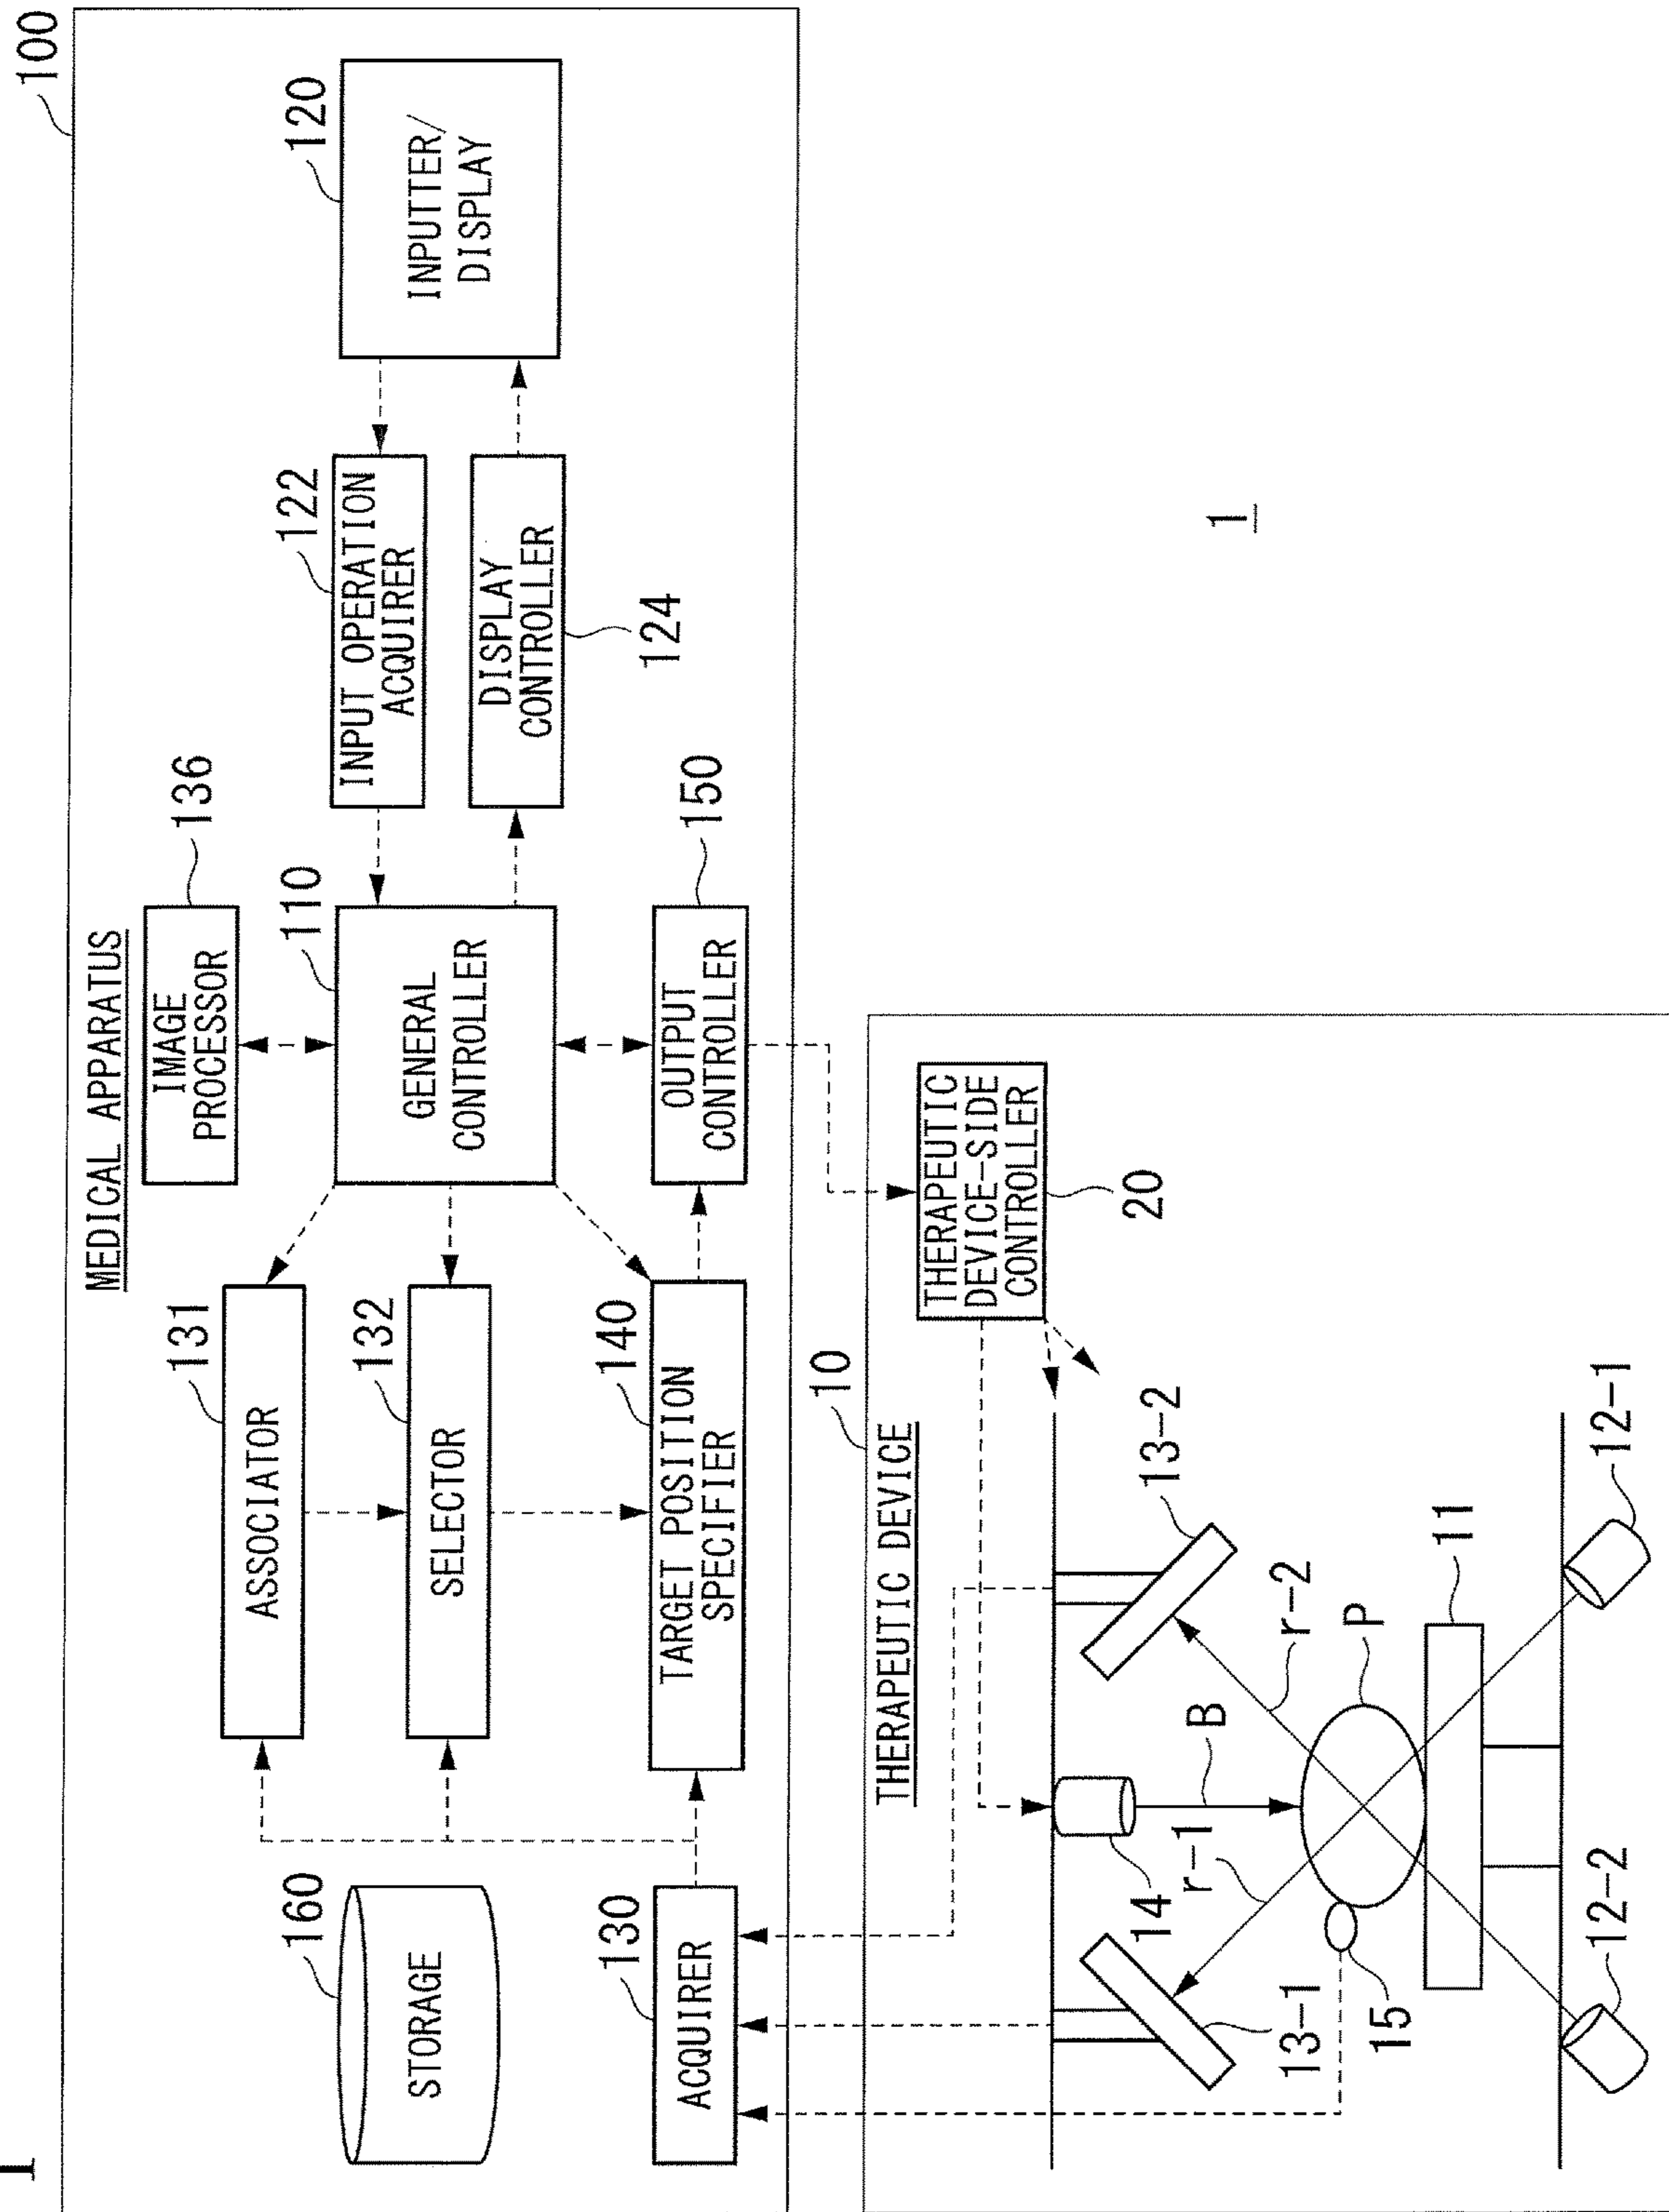 1
100
MEDICAL APPARATUS
160
STORAGE
131
ASSOCIATOR
132
SELECTOR
130
ACQUIRER
140
TARGET POSITION
SPECIFIER
136
IMAGE
PROCESSOR
110
GENERAL
CONTROLLER
150
OUTPUT
CONTROLLER
122
INPUT OPERATION
ACQUIRER
DISPLAY
CONTROLLER
124
120
INPUTTER/
DISPLAY
10
THERAPEUTIC DEVICE
THERAPEUTIC
DEVICE-SIDE
CONTROLLER
20
13-2
13-1
14
B
r-1
r-2
P
15
11
12-2
12-1
1